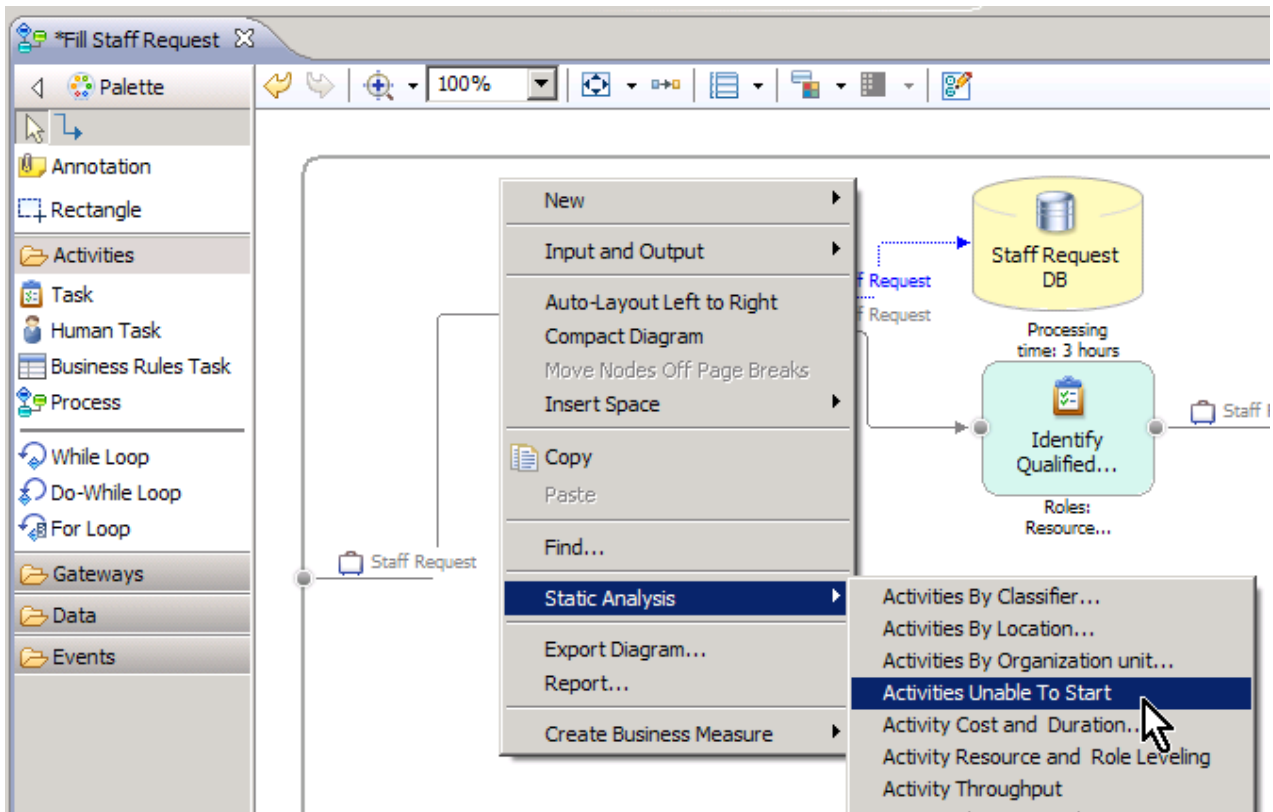 *Fill Staff Request
Palette
100%
Annotation
Rectangle
Activities
Task
Human Task
Business Rules Task
Process
While Loop
Do-While Loop
For Loop
Gateways
Data
Events
Staff Request
New
Input and Output
Auto-Layout Left to Right
Compact Diagram
Move Nodes Off Page Breaks
Insert Space
Copy
Paste
Find...
Static Analysis
Export Diagram...
Report...
Create Business Measure
Request
Request
Staff Request
DB
Processing
time: 3 hours
Identify
Qualified...
Roles:
Resource...
Staff
Activities By Classifier...
Activities By Location...
Activities By Organization unit...
Activities Unable To Start
Activity Cost and Duration...
Activity Resource and Role Leveling
Activity Throughput